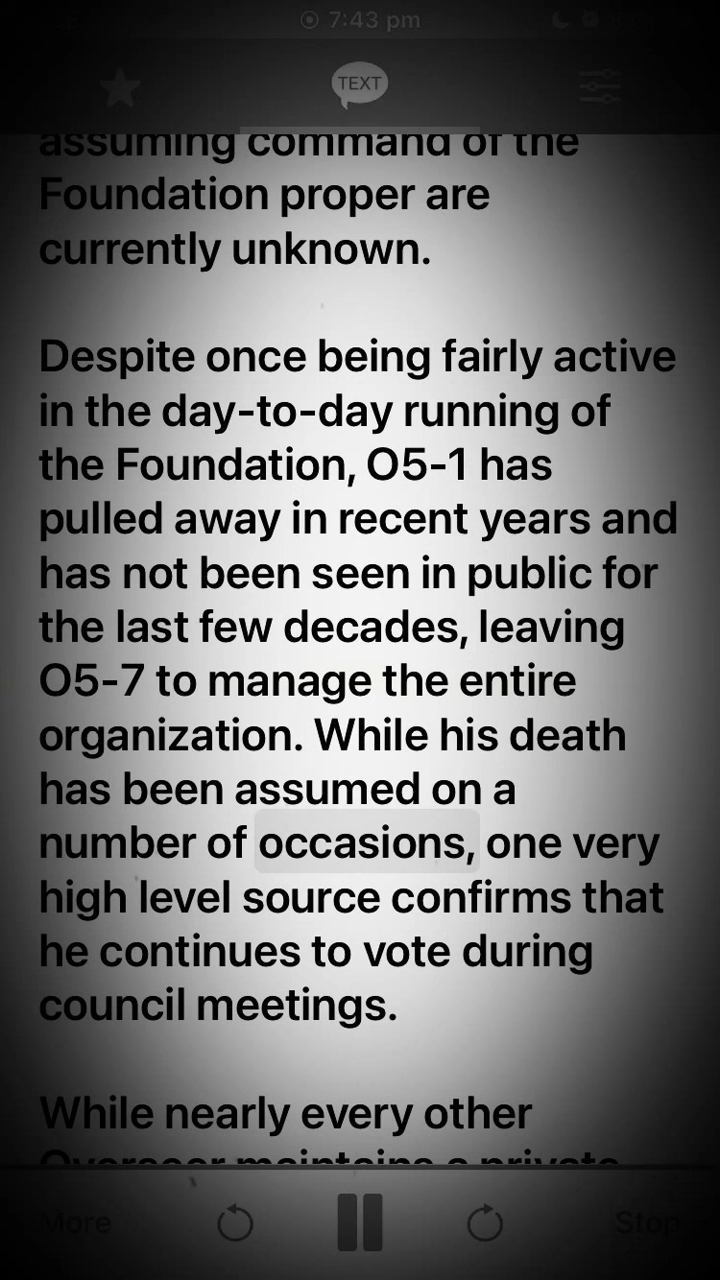 7:43 pm
TEXT
assuming command of the
Foundation proper are
currently unknown.
Despite once being fairly active
in the day-to-day running of
the Foundation, O5-1 has
pulled away in recent years and
has not been seen in public for
the last few decades, leaving
O5-7 to manage the entire
organization. While his death
has been assumed on a
number of occasions, one very
high level source confirms that
he continues to vote during
council meetings.
While nearly every other
Overseer maintains a private
More
Stop